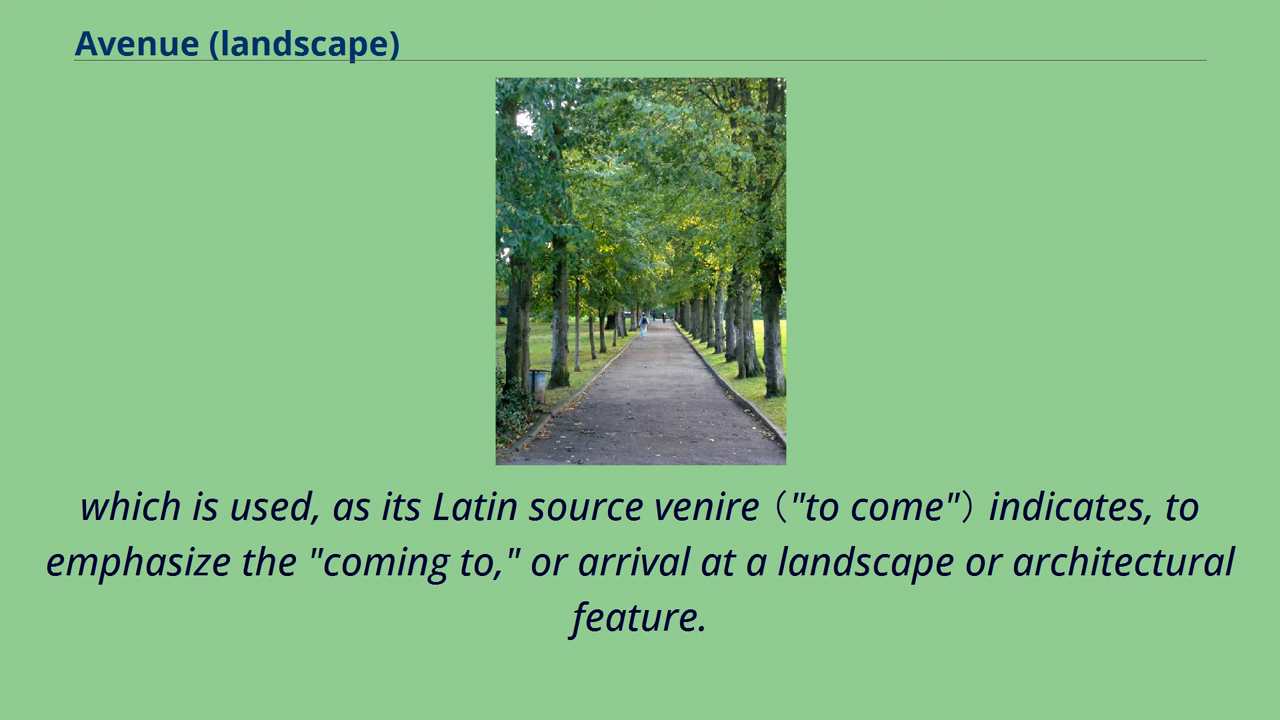 Avenue (landscape)
which is used, as its Latin source venire ("to come") indicates, to
emphasize the "coming to," or arrival at a landscape or architectural
feature.